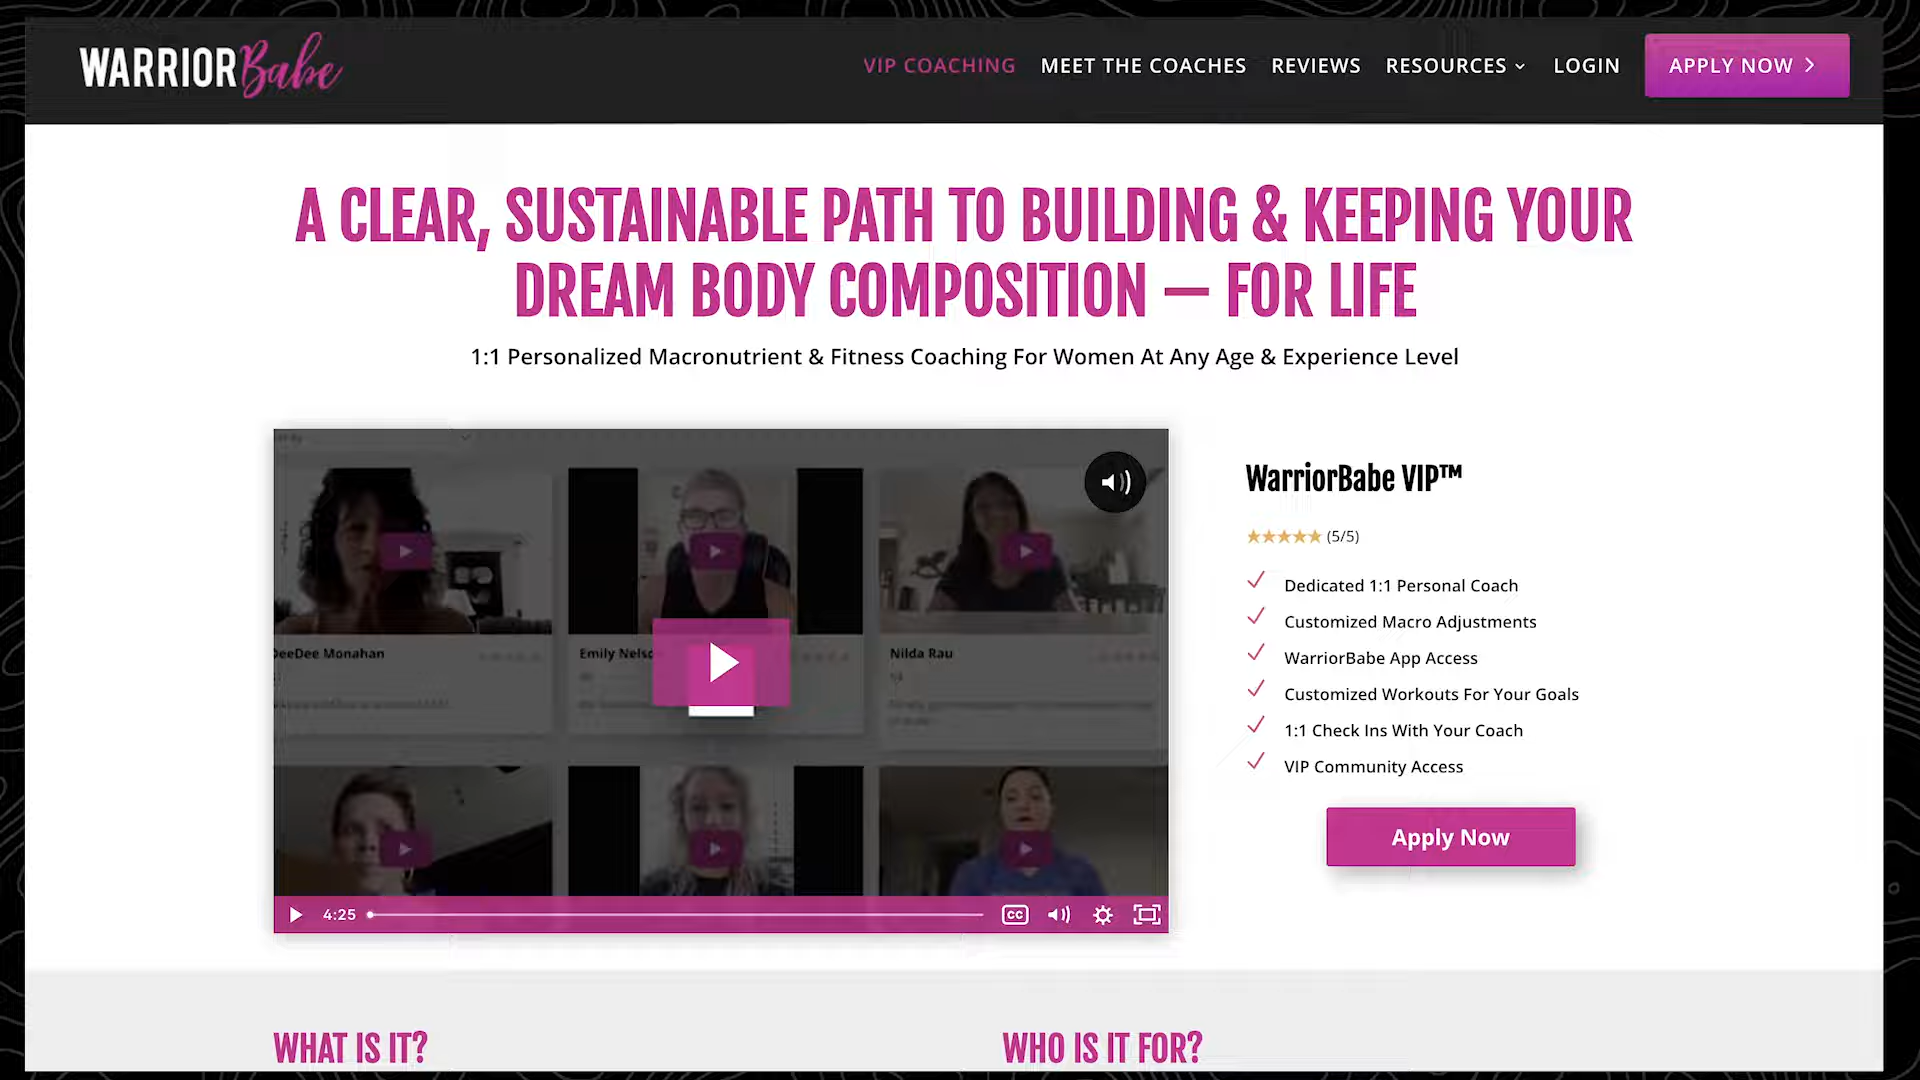 WARRIORBabe
VIP COACHING
MEET THE COACHES
REVIEWS
RESOURCES
LOGIN
APPLY NOW
A CLEAR, SUSTAINABLE PATH TO BUILDING & KEEPING YOUR
DREAM BODY COMPOSITION — FOR LIFE
1:1 Personalized Macronutrient & Fitness Coaching For Women At Any Age & Experience Level
DeeDee Monahan
Emily Nels
Nilda Rau
4:25
CC
WarriorBabe VIP™
★★★★★ (5/5)
Dedicated 1:1 Personal Coach
Customized Macro Adjustments
WarriorBabe App Access
Customized Workouts For Your Goals
1:1 Check Ins With Your Coach
VIP Community Access
Apply Now
WHAT IS IT?
WHO IS IT FOR?